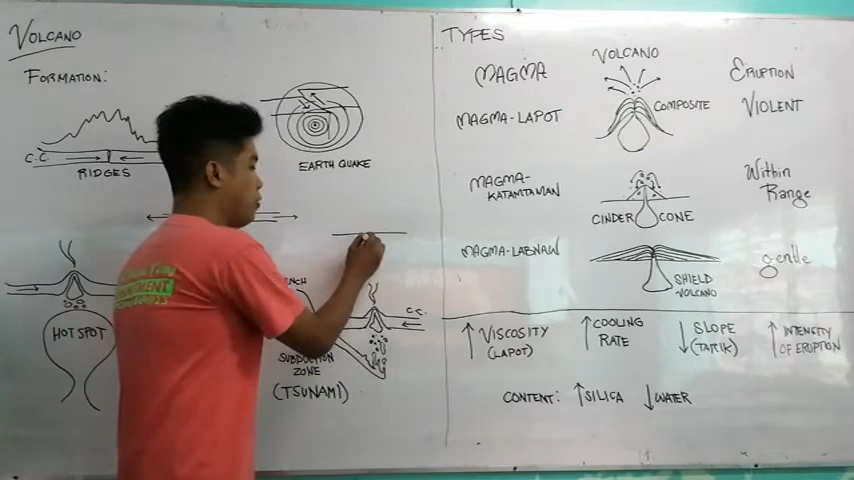 VOLCANO
FORMATION:
C.C.
RIDGES
EARTH QUAKE
HOT SPOT
C.C.
SUBDUCTION
ZONE
(TSUNAMI)
TYPES
MAGMA
VOLCANO
ERUPTION
MAGMA-LAPOT
COMPOSITE
VIOLENT
MAGMA-
KATAMTAMAN
CINDER CONE
Within
Range
MAGMA-LABNAW
SHIELD
VOLCANO
gentle
↑ VISCOSITY
(LAPOT)
↑ COOLING
RATE
↓ SLOPE
(TARIK)
↑ INTENSITY
OF ERUPTION
CONTENT: ↑ SILICA ↓ WATER